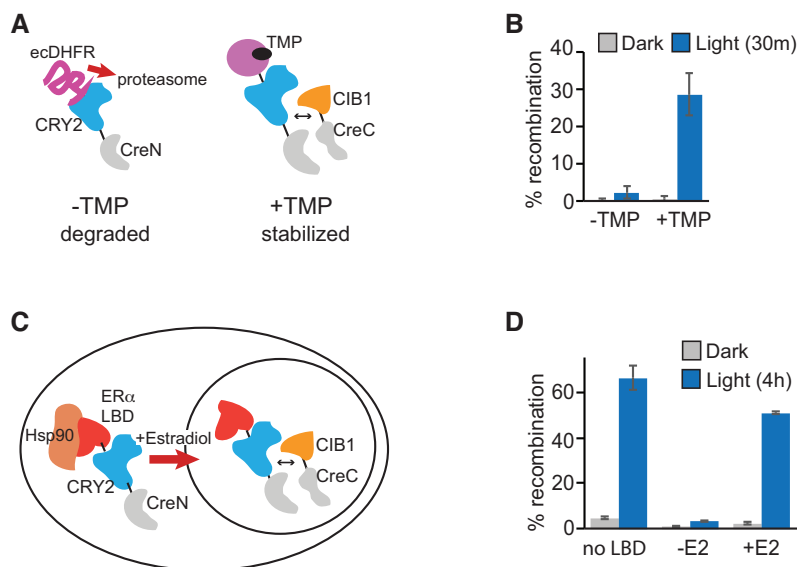 A
ecDHFR
proteasome
CRY2
CreN
-TMP
degraded
TMP
CIB1
CreC
+TMP
stabilized
B
Dark Light (30m)
% recombination
40
30
20
10
0
-TMP +TMP
C
ERα
LBD
Hsp90
+Estradiol
CRY2
CreN
CIB1
CreC
D
Dark
Light (4h)
% recombination
60
40
20
0
no LBD -E2 +E2